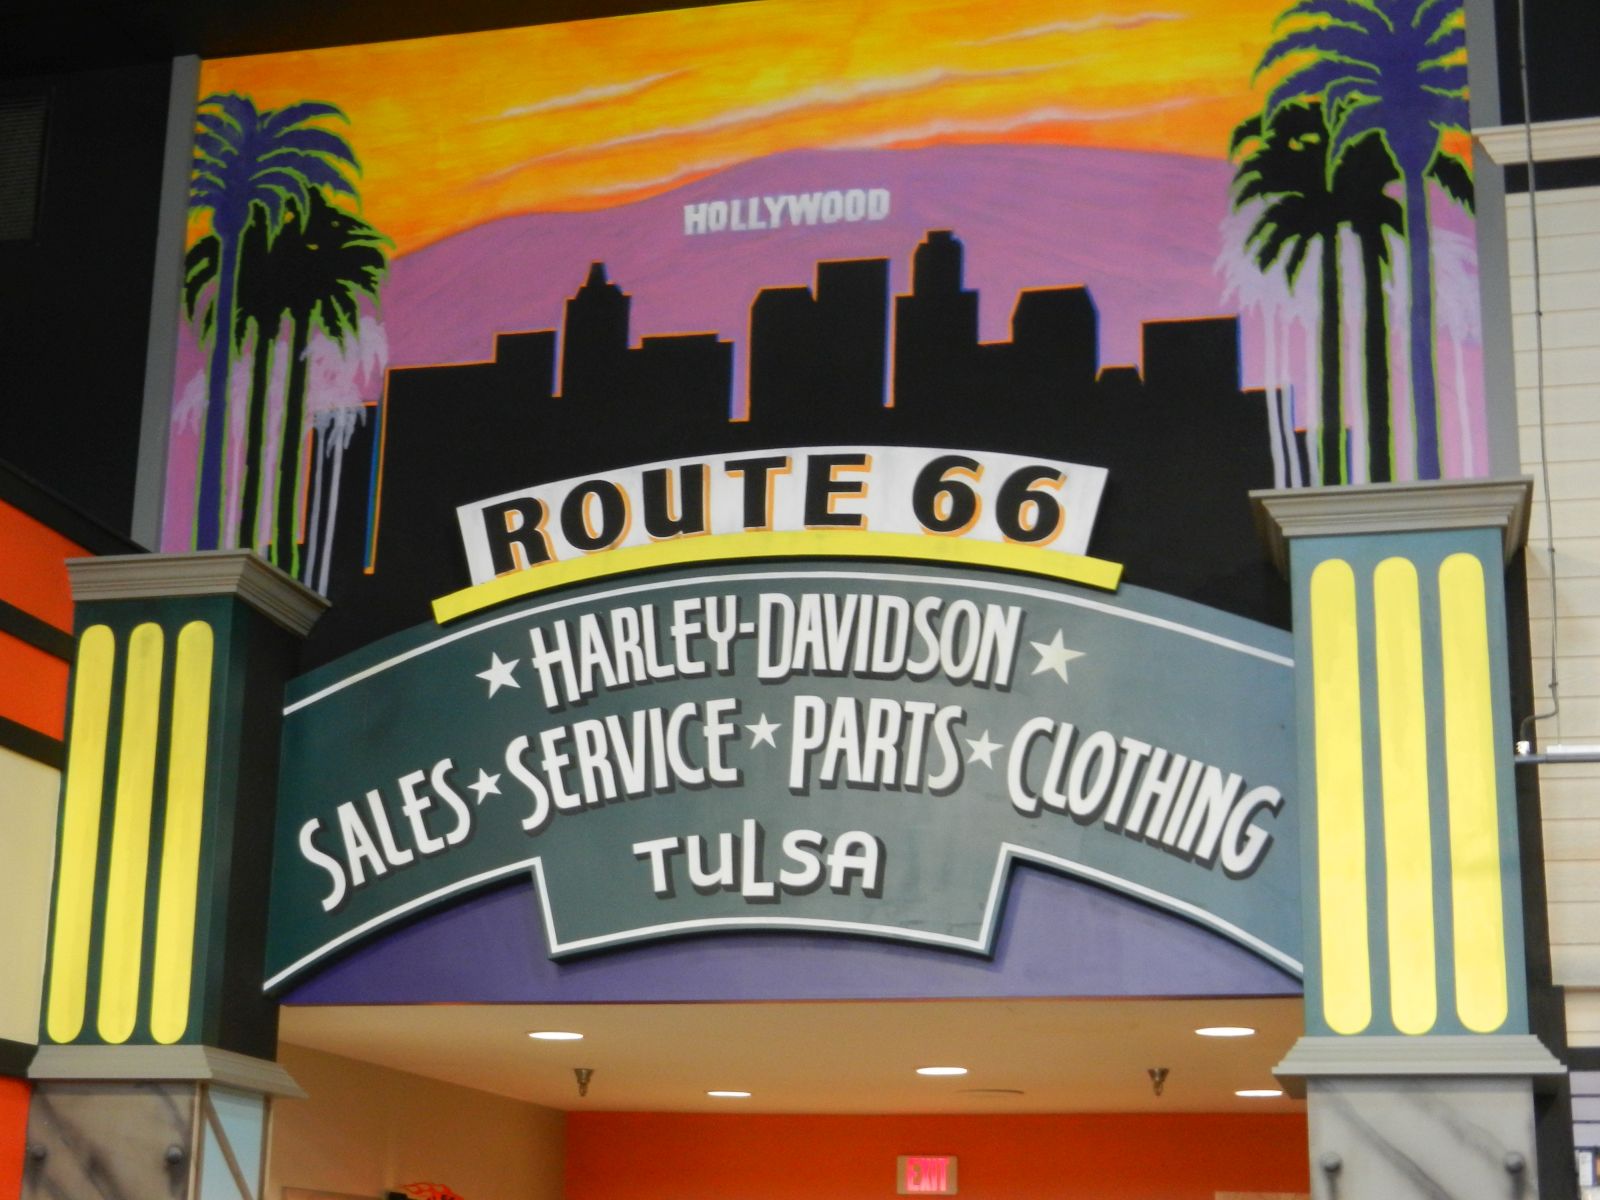 HOLLYWOOD
ROUTE 66
HARLEY-DAVIDSON
SALES SERVICE PARTS CLOTHING
TULSA
EXIT